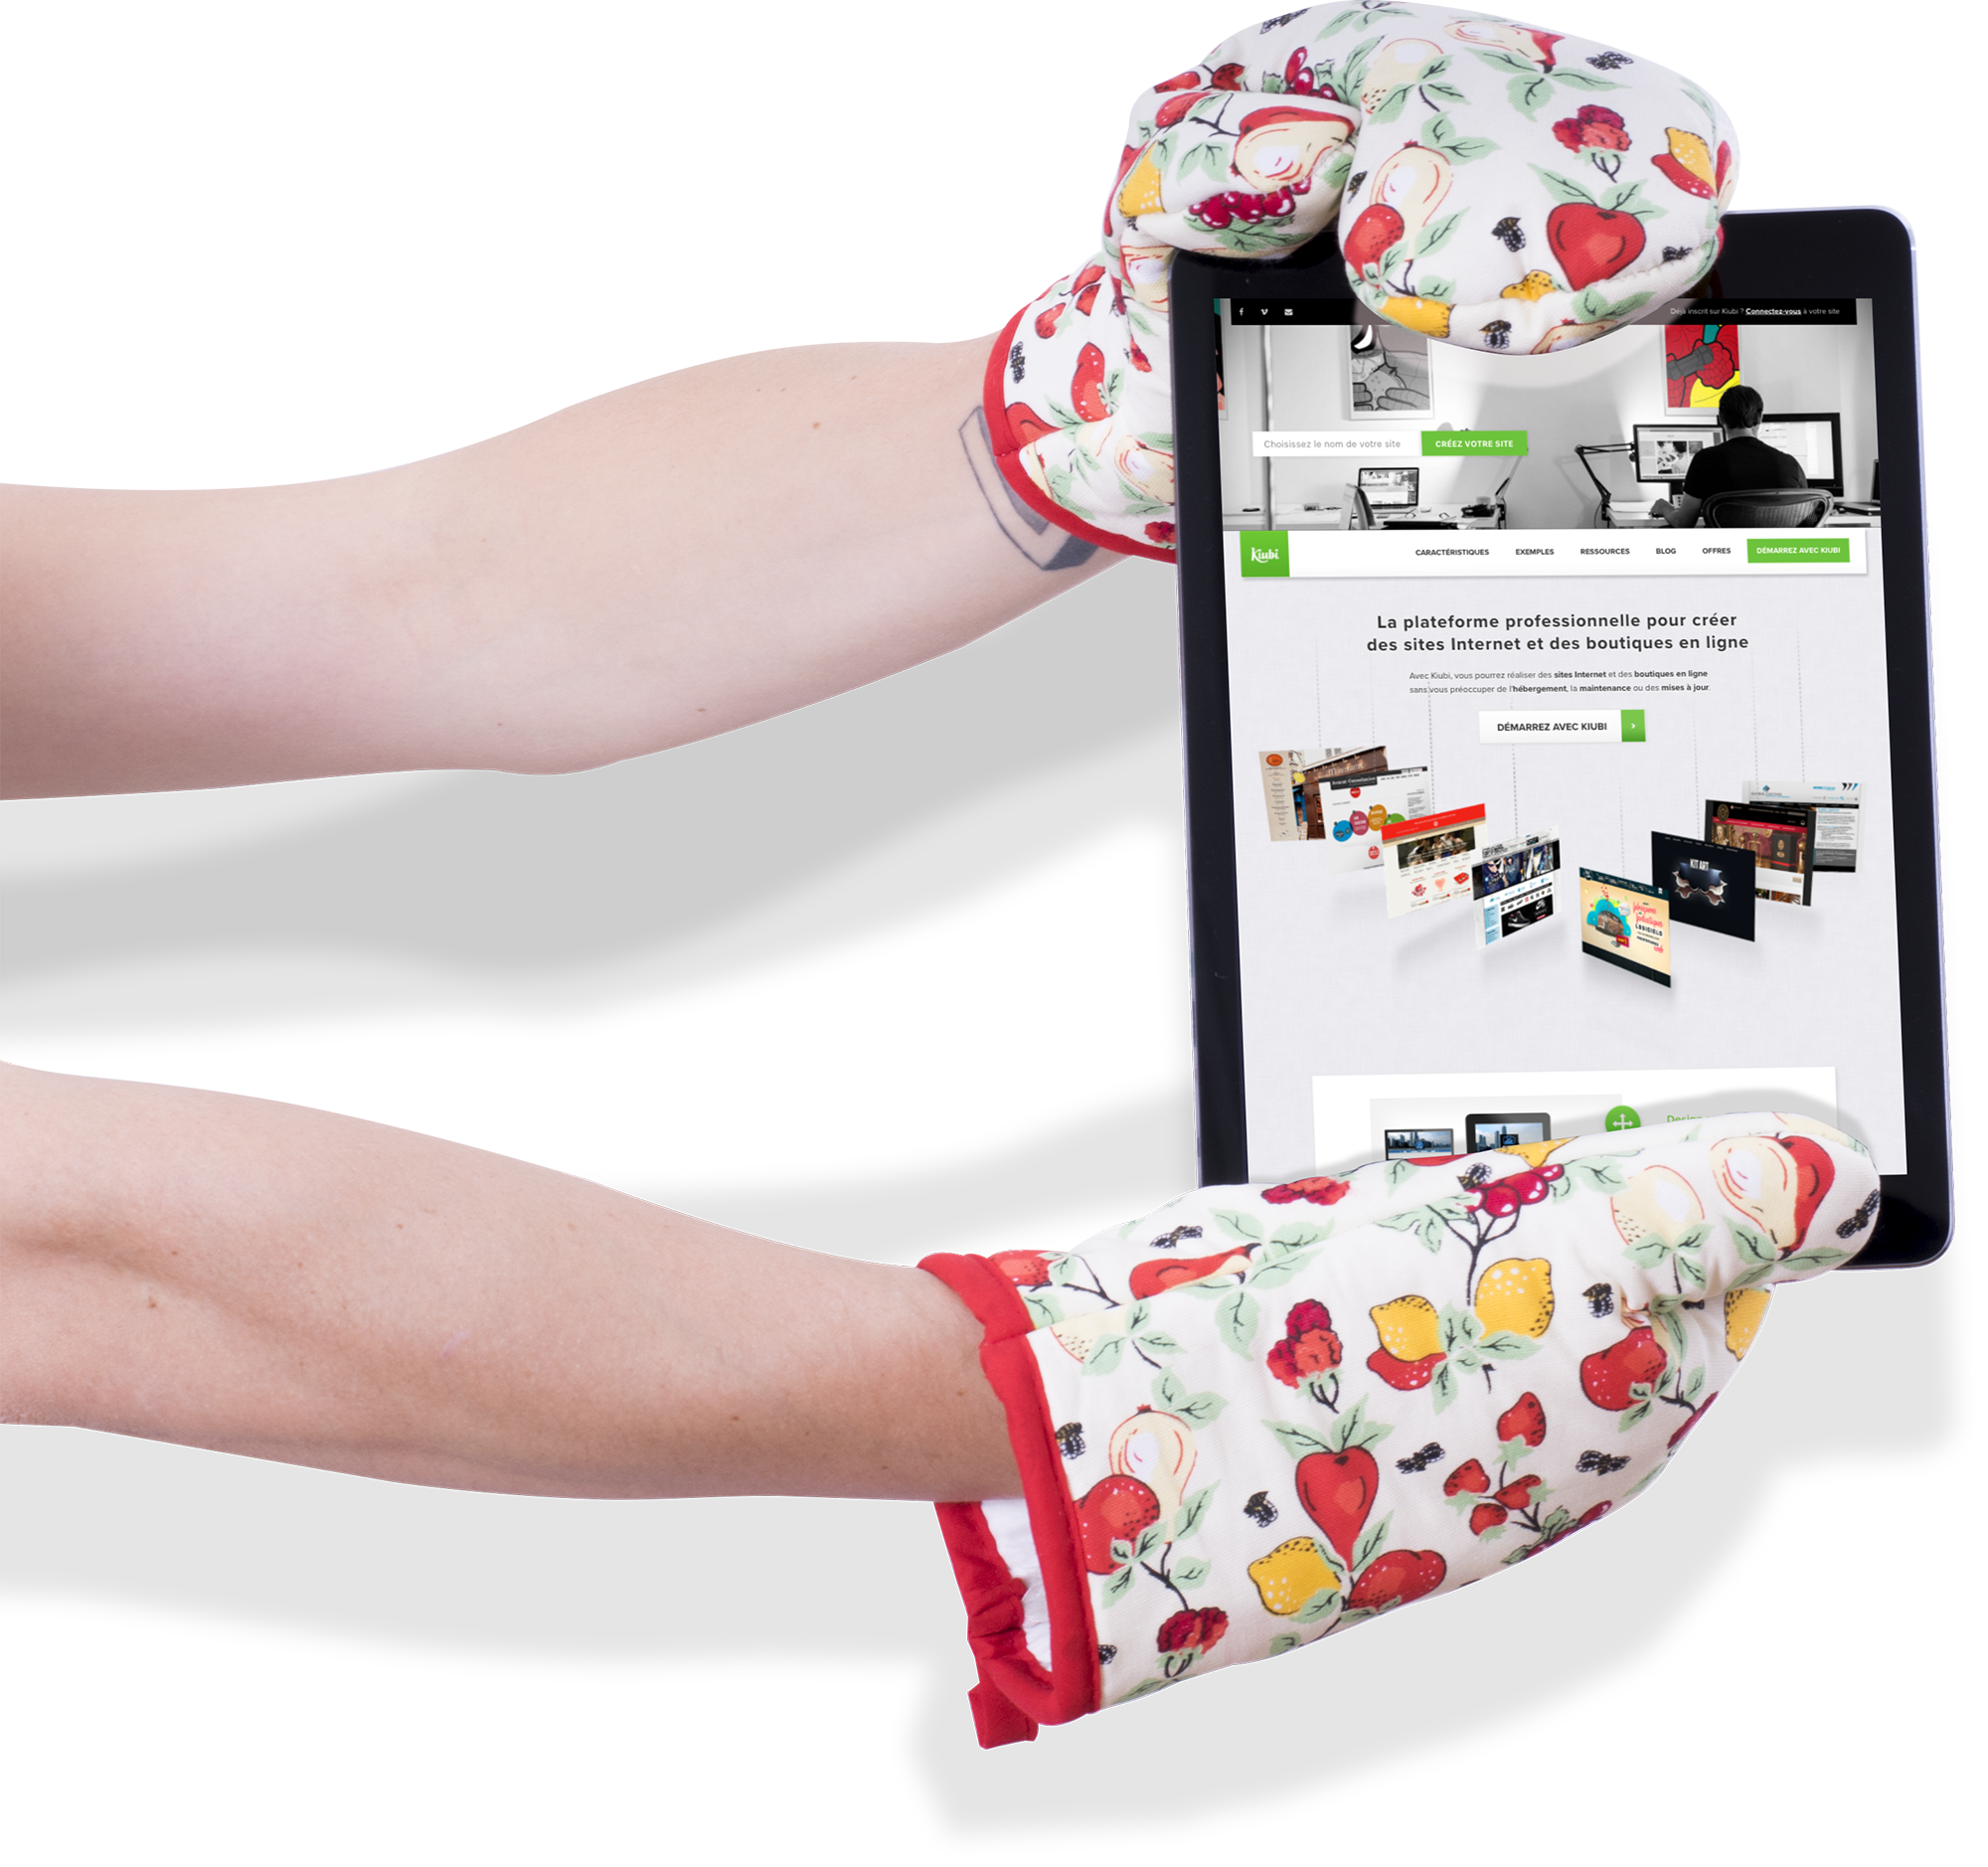 Déjà inscrit sur Kiubi ? Connectez-vous à votre site
Choisissez le nom de votre site
CRÉEZ VOTRE SITE
Kiubi
CARACTÉRISTIQUES EXEMPLES RESSOURCES BLOG OFFRES DÉMARREZ AVEC KIUBI
La plateforme professionnelle pour créer
des sites Internet et des boutiques en ligne
Avec Kiubi, vous pourrez réaliser des sites Internet et des boutiques en ligne
sans vous préoccuper de l'hébergement, la maintenance ou des mises à jour.
DÉMARREZ AVEC KIUBI
KIT ART
LOGICIELS